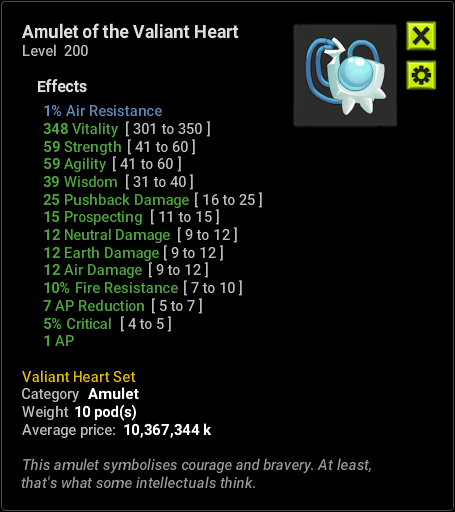 Amulet of the Valiant Heart
Level 200
Effects
1% Air Resistance
348 Vitality [ 301 to 350 ]
59 Strength [ 41 to 60 ]
59 Agility [ 41 to 60 ]
39 Wisdom [ 31 to 40 ]
25 Pushback Damage [ 16 to 25 ]
15 Prospecting [ 11 to 15 ]
12 Neutral Damage [ 9 to 12 ]
12 Earth Damage [ 9 to 12 ]
12 Air Damage [ 9 to 12 ]
10% Fire Resistance [ 7 to 10 ]
7 AP Reduction [ 5 to 7 ]
5% Critical [ 4 to 5 ]
1 AP
Valiant Heart Set
Category Amulet
Weight 10 pod(s)
Average price: 10,367,344 k
This amulet symbolises courage and bravery. At least,
that's what some intellectuals think.